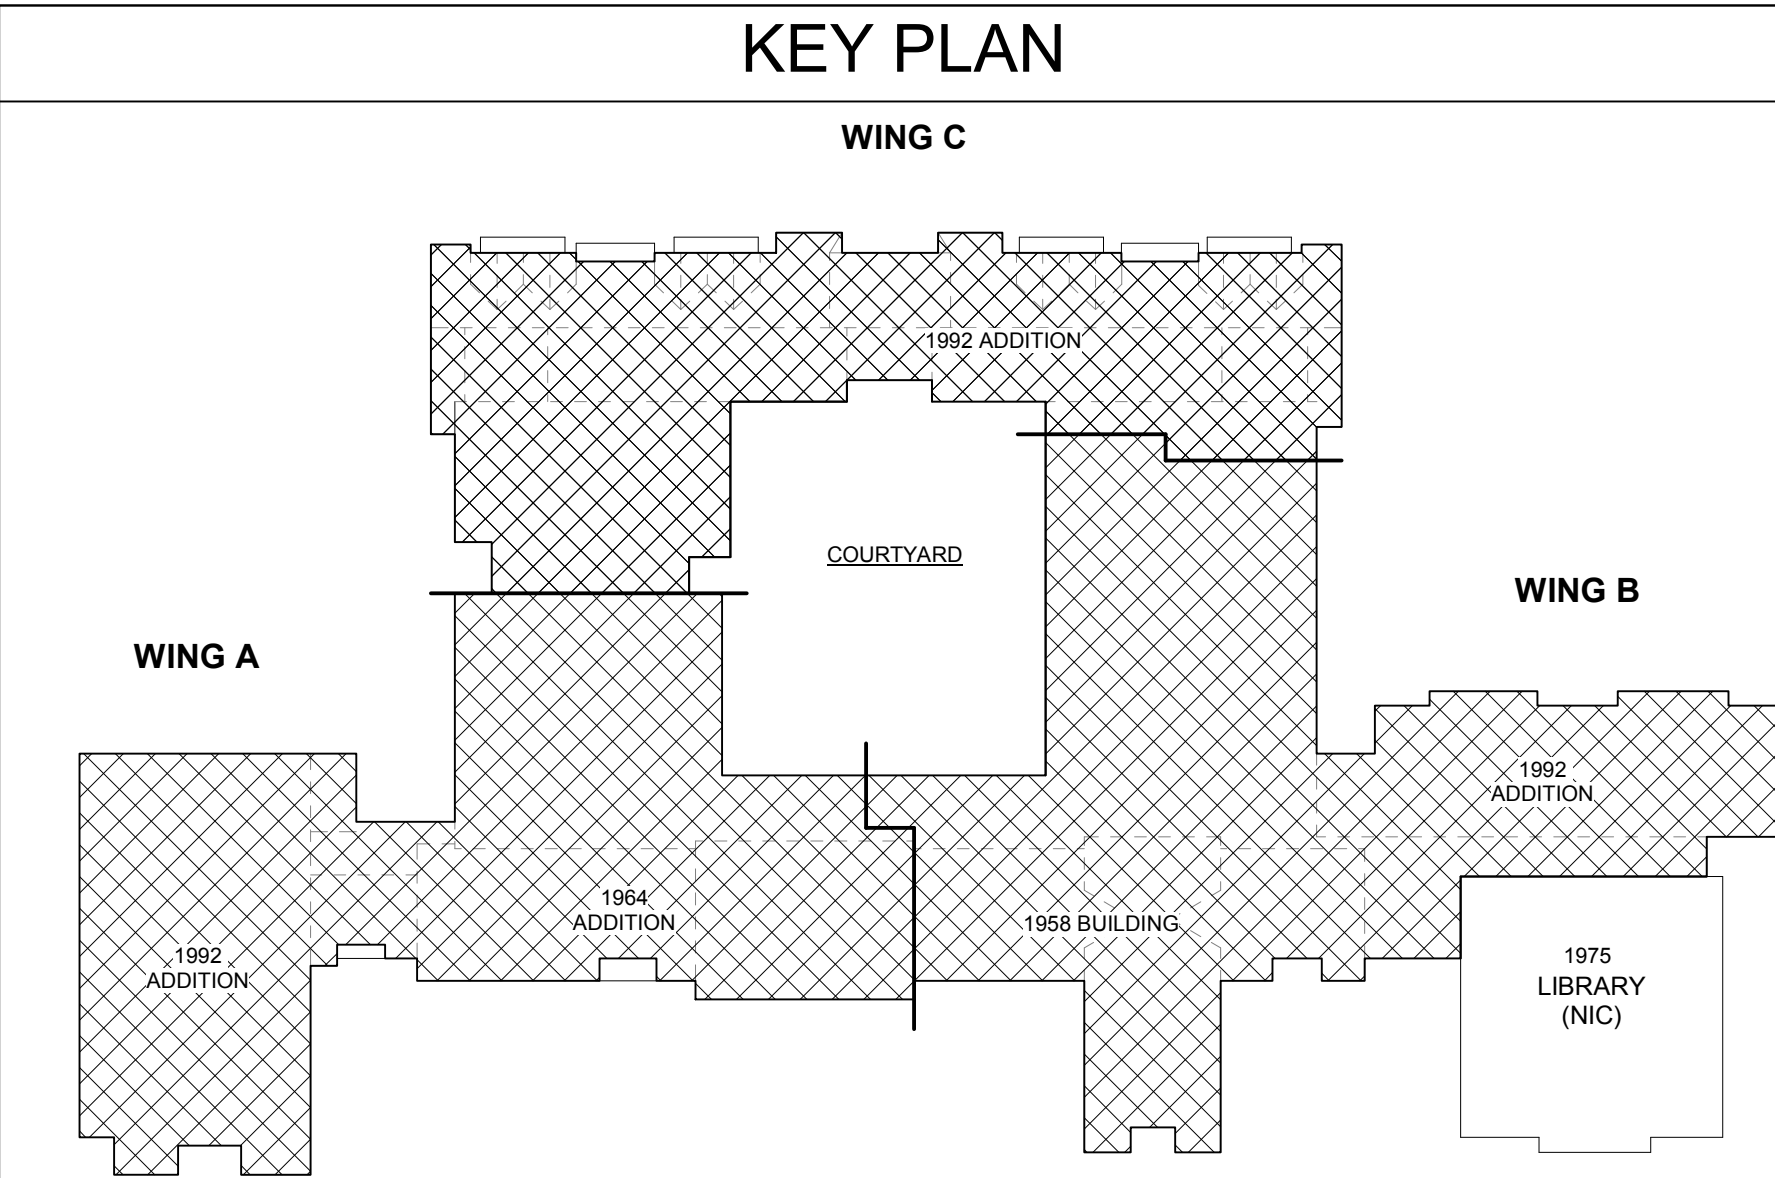 KEY PLAN
WING C
1992 ADDITION
COURTYARD
WING B
WING A
1992
ADDITION
1964
ADDITION
1958 BUILDING
1992
ADDITION
1975
LIBRARY
(NIC)